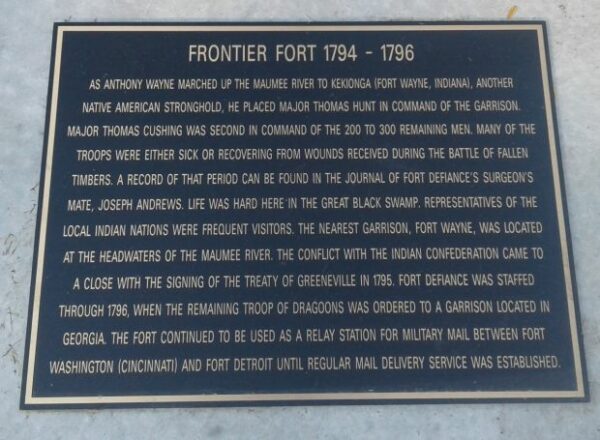 FRONTIER FORT 1794 - 1796
AS ANTHONY WAYNE MARCHED UP THE MAUMEE RIVER TO KEKIONGA (FORT WAYNE, INDIANA), ANOTHER
NATIVE AMERICAN STRONGHOLD, HE PLACED MAJOR THOMAS HUNT IN COMMAND OF THE GARRISON.
MAJOR THOMAS CUSHING WAS SECOND IN COMMAND OF THE 200 TO 300 REMAINING MEN. MANY OF THE
TROOPS WERE EITHER SICK OR RECOVERING FROM WOUNDS RECEIVED DURING THE BATTLE OF FALLEN
TIMBERS. A RECORD OF THAT PERIOD CAN BE FOUND IN THE JOURNAL OF FORT DEFIANCE'S SURGEON'S
MATE, JOSEPH ANDREWS. LIFE WAS HARD HERE IN THE GREAT BLACK SWAMP. REPRESENTATIVES OF THE
LOCAL INDIAN NATIONS WERE FREQUENT VISITORS. THE NEAREST GARRISON, FORT WAYNE, WAS LOCATED
AT THE HEADWATERS OF THE MAUMEE RIVER. THE CONFLICT WITH THE INDIAN CONFEDERATION CAME TO
A CLOSE WITH THE SIGNING OF THE TREATY OF GREENEVILLE IN 1795. FORT DEFIANCE WAS STAFFED
THROUGH 1796, WHEN THE REMAINING TROOP OF DRAGOONS WAS ORDERED TO A GARRISON LOCATED IN
GEORGIA. THE FORT CONTINUED TO BE USED AS A RELAY STATION FOR MILITARY MAIL BETWEEN FORT
WASHINGTON (CINCINNATI) AND FORT DETROIT UNTIL REGULAR MAIL DELIVERY SERVICE WAS ESTABLISHED.